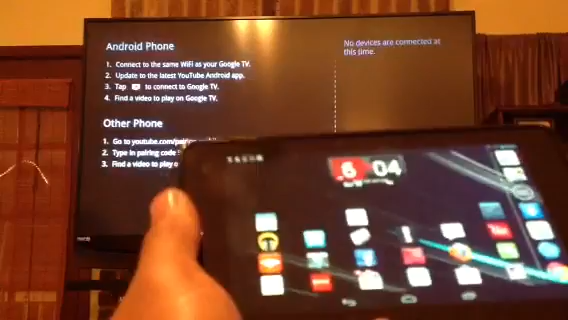 Android Phone
1. Connect to the same WiFi as your Google TV.
2. Update to the latest YouTube Android app.
3. Tap to connect to Google TV.
4. Find a video to play on Google TV.
Other Phone
1. Go to youtube.com/pair
2. Type in pairing code
3. Find a video to play
No devices are connected at
this time.
6 04